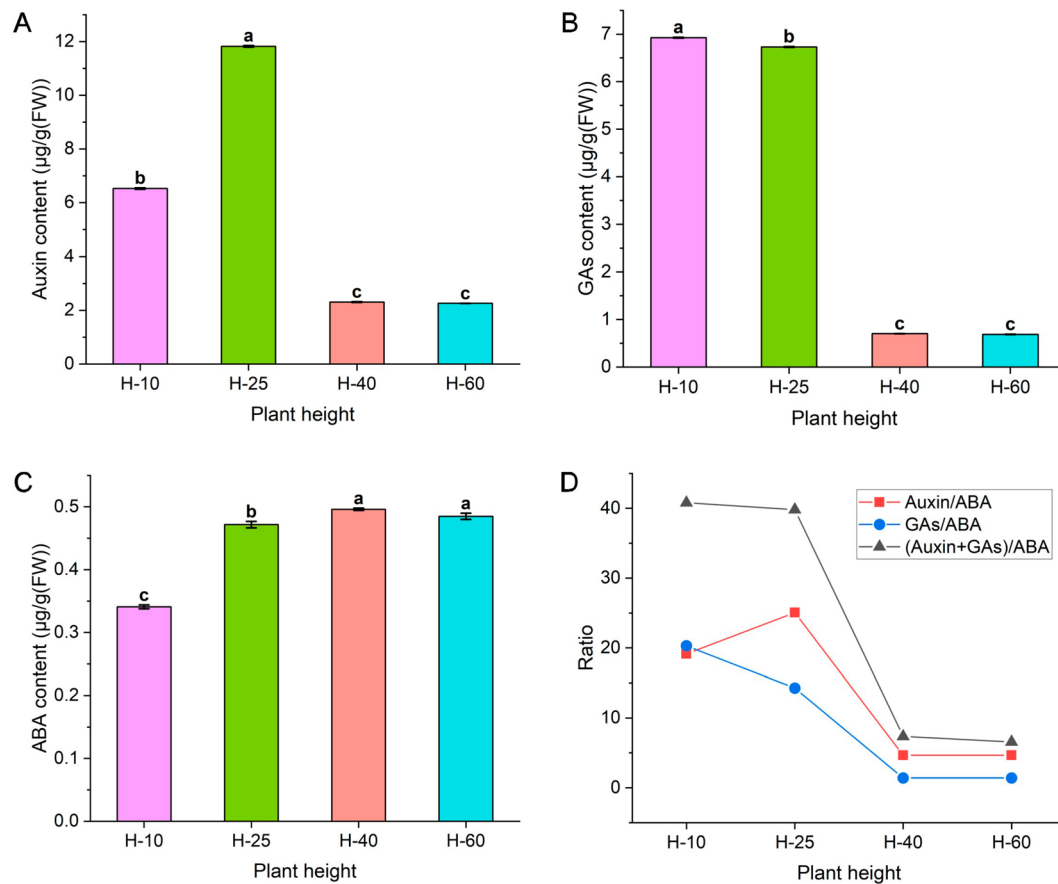 A
Auxin content (μg/g(FW))
12
10
8
6
4
2
0
b
a
c
c
H-10 H-25 H-40 H-60
Plant height
B
GAs content (μg/g(FW))
7
6
5
4
3
2
1
0
a
b
c
c
H-10 H-25 H-40 H-60
Plant height
C
ABA content (μg/g(FW))
0.5
0.4
0.3
0.2
0.1
0.0
c
b
a
a
H-10 H-25 H-40 H-60
Plant height
D
Ratio
40
30
20
10
0
Auxin/ABA
GAs/ABA
(Auxin+GAs)/ABA
H-10 H-25 H-40 H-60
Plant height